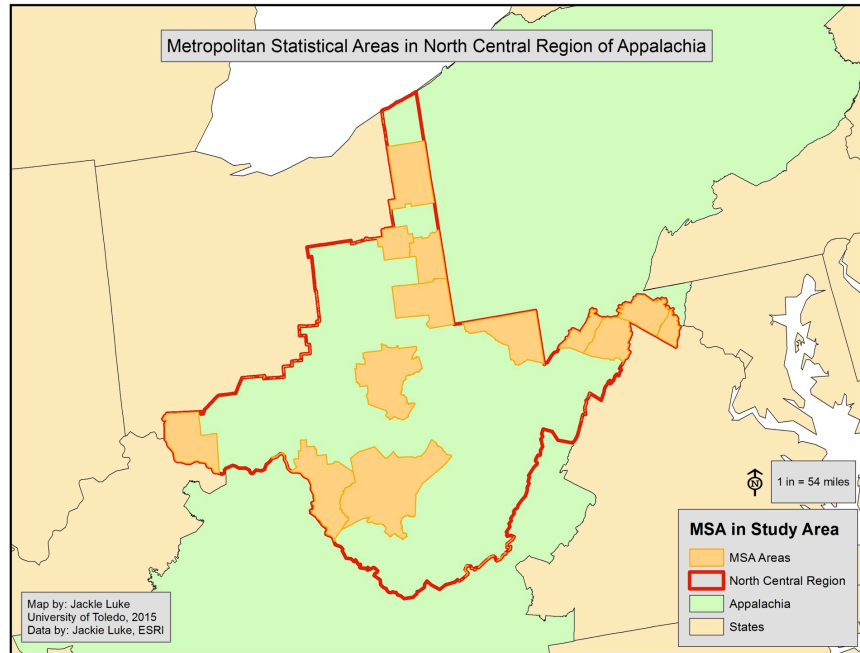 Metropolitan Statistical Areas in North Central Region of Appalachia
1 in = 54 miles
MSA in Study Area
MSA Areas
North Central Region
Appalachia
States
Map by: Jackle Luke
University of Toledo, 2015
Data by: Jackie Luke, ESRI